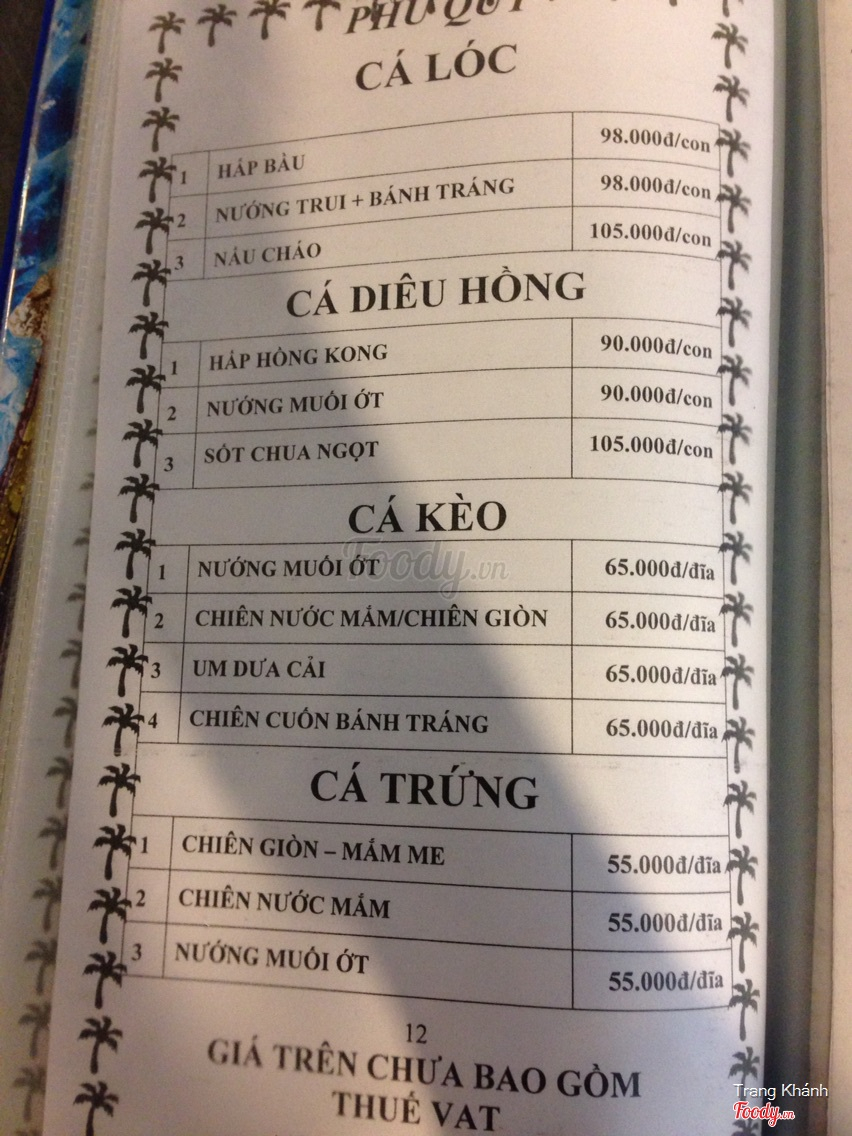 PHÚ QUÝ
CÁ LÓC
1 HẤP BẦU 98.000đ/con
2 NƯỚNG TRUI + BÁNH TRÁNG 98.000đ/con
3 NẤU CHÁO 105.000đ/con
CÁ DIÊU HỒNG
1 HẤP HỒNG KONG 90.000đ/con
2 NƯỚNG MUỐI ỚT 90.000đ/con
3 SỐT CHUA NGỌT 105.000đ/con
CÁ KÈO
1 NƯỚNG MUỐI ỚT 65.000đ/đĩa
2 CHIÊN NƯỚC MẮM/CHIÊN GIÒN 65.000đ/đĩa
3 UM DƯA CẢI 65.000đ/đĩa
4 CHIÊN CUỐN BÁNH TRÁNG 65.000đ/đĩa
CÁ TRỨNG
1 CHIÊN GIÒN – MẮM ME 55.000đ/đĩa
2 CHIÊN NƯỚC MẮM 55.000đ/đĩa
3 NƯỚNG MUỐI ỚT 55.000đ/đĩa
12
GIÁ TRÊN CHƯA BAO GỒM
THUẾ VAT
Foody.vn
Trang Khánh
Foody.vn